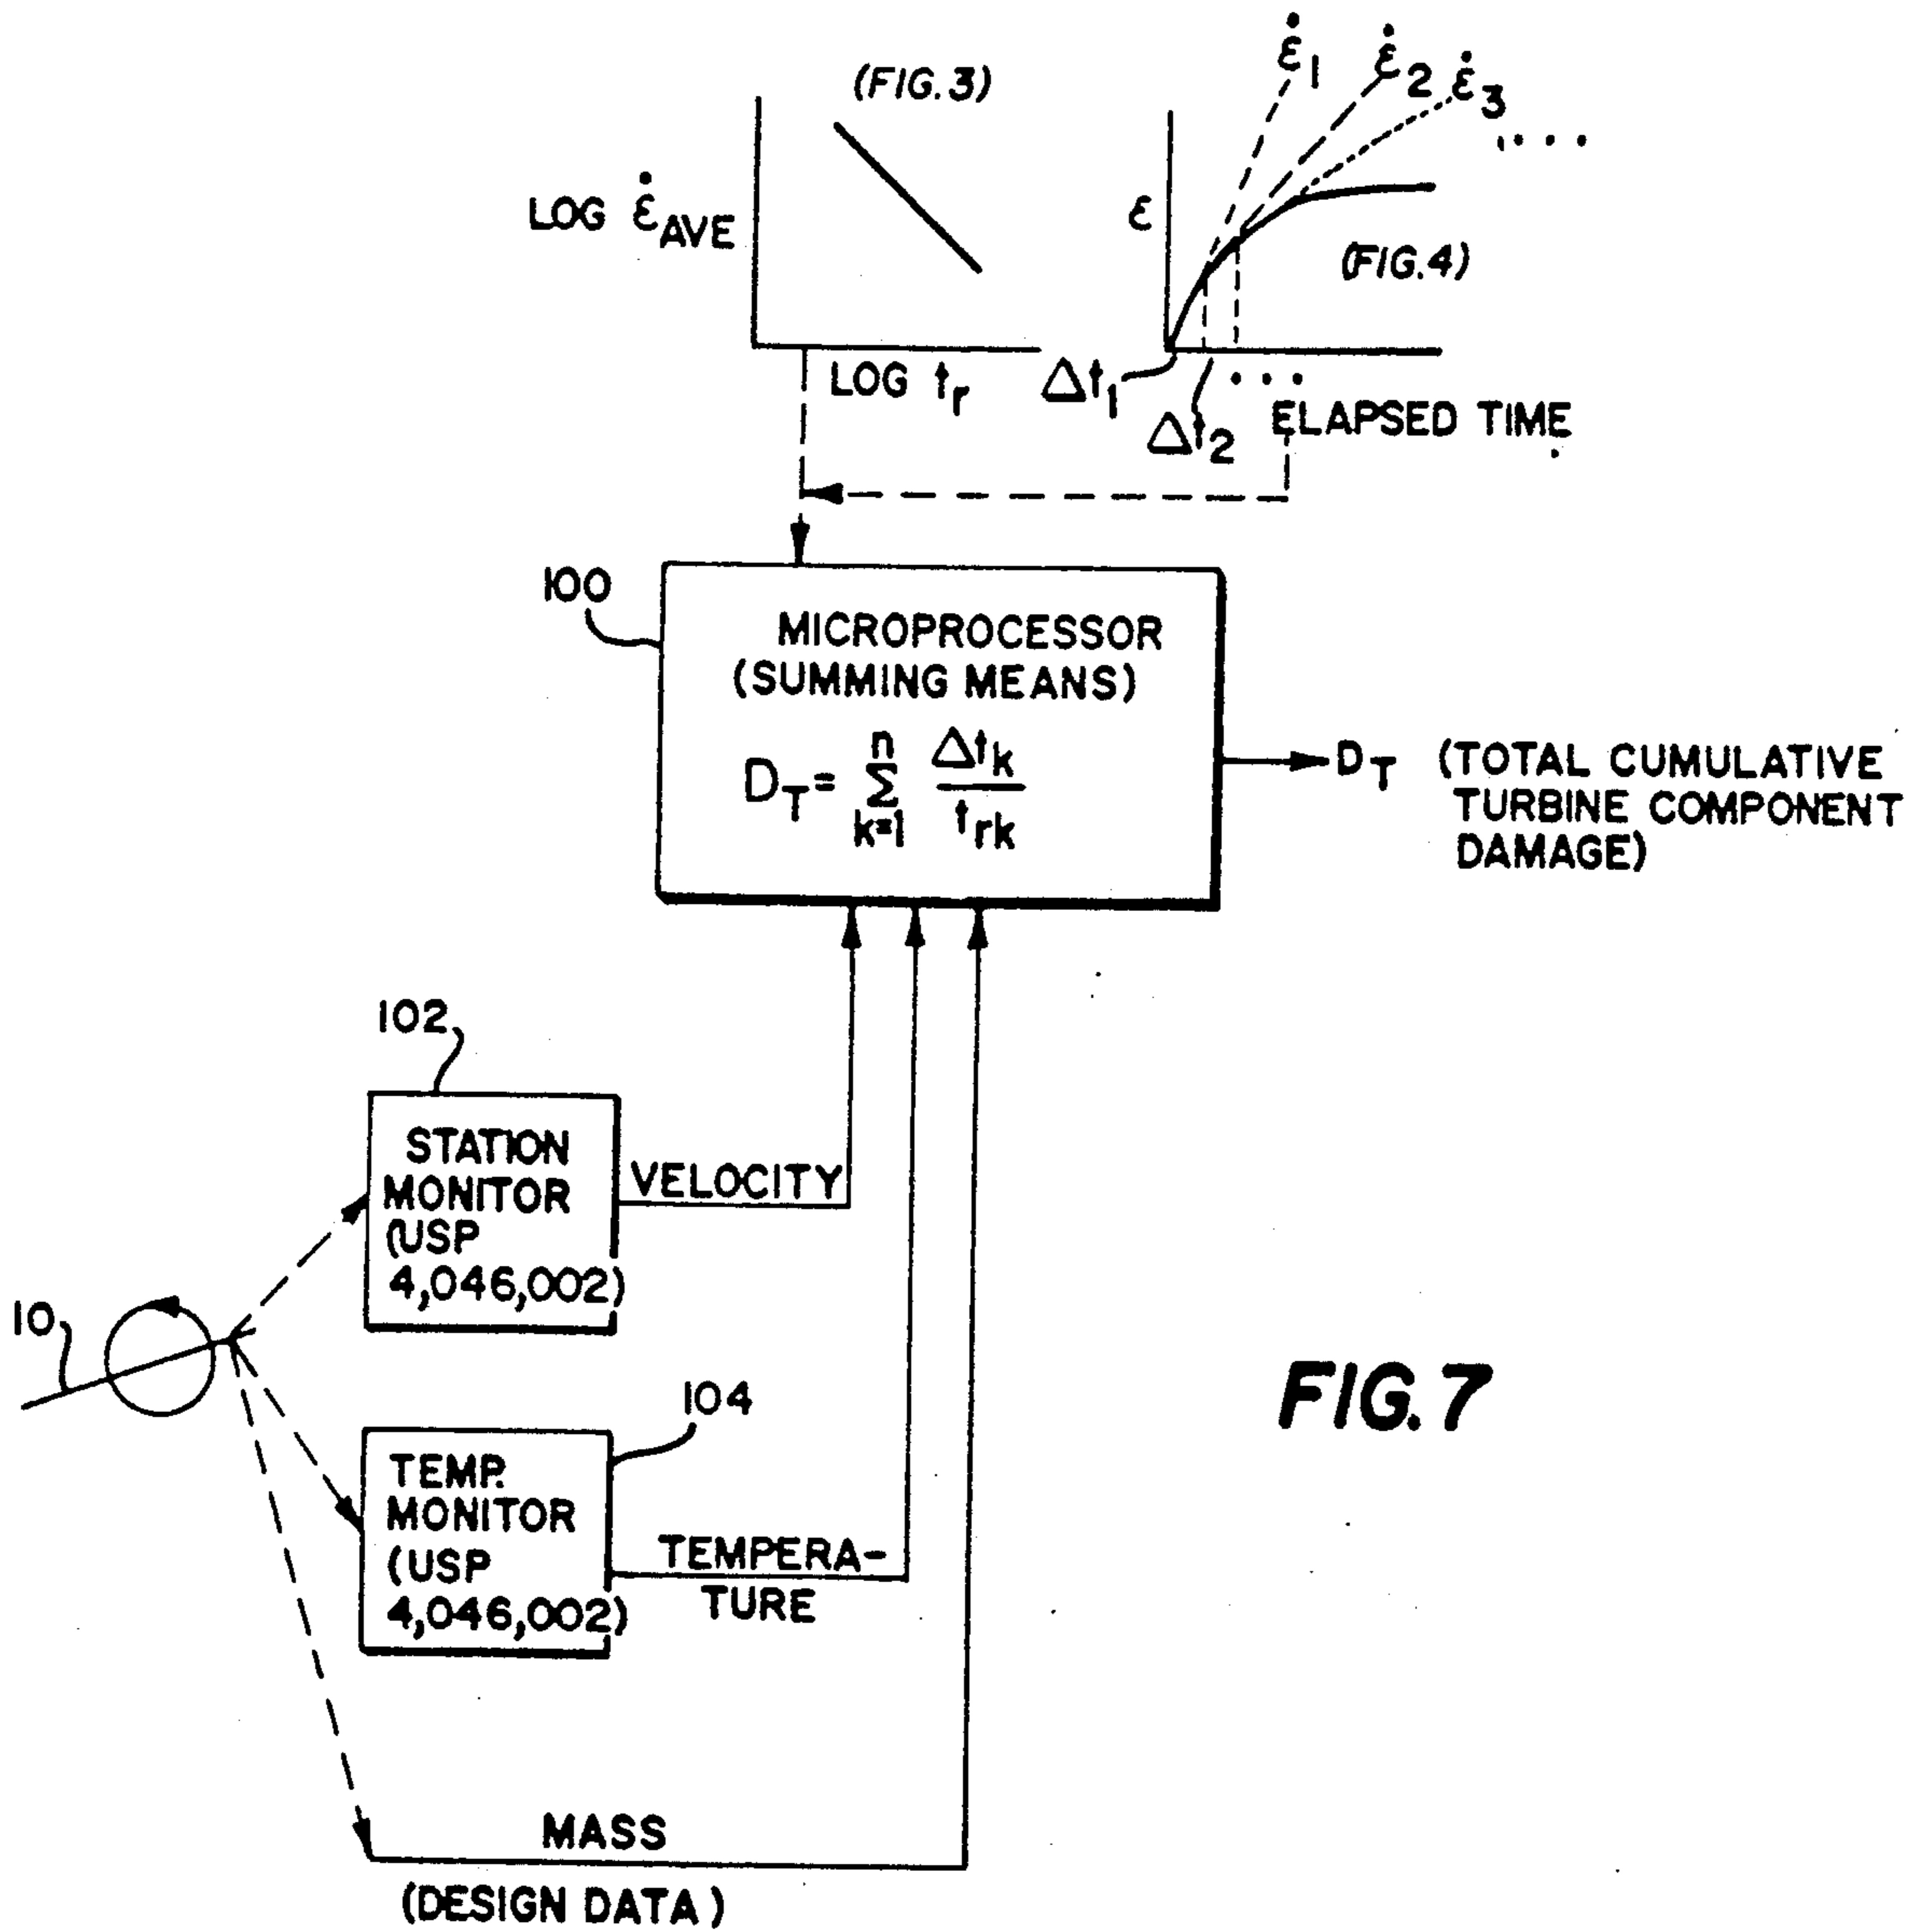 (FIG. 3)
LOG ε̇AVE
LOG tr
ε̇1
ε̇2
ε̇3
....
ε
(FIG. 4)
Δt1
Δt2
...
ELAPSED TIME
100
MICROPROCESSOR
(SUMMING MEANS)
DT = Σ k=1 n Δtk / trk
DT (TOTAL CUMULATIVE
TURBINE COMPONENT
DAMAGE)
102
STATION
MONITOR
(USP
4,046,002)
VELOCITY
10
104
TEMP.
MONITOR
(USP
4,046,002)
TEMPERA-
TURE
FIG. 7
MASS
(DESIGN DATA)